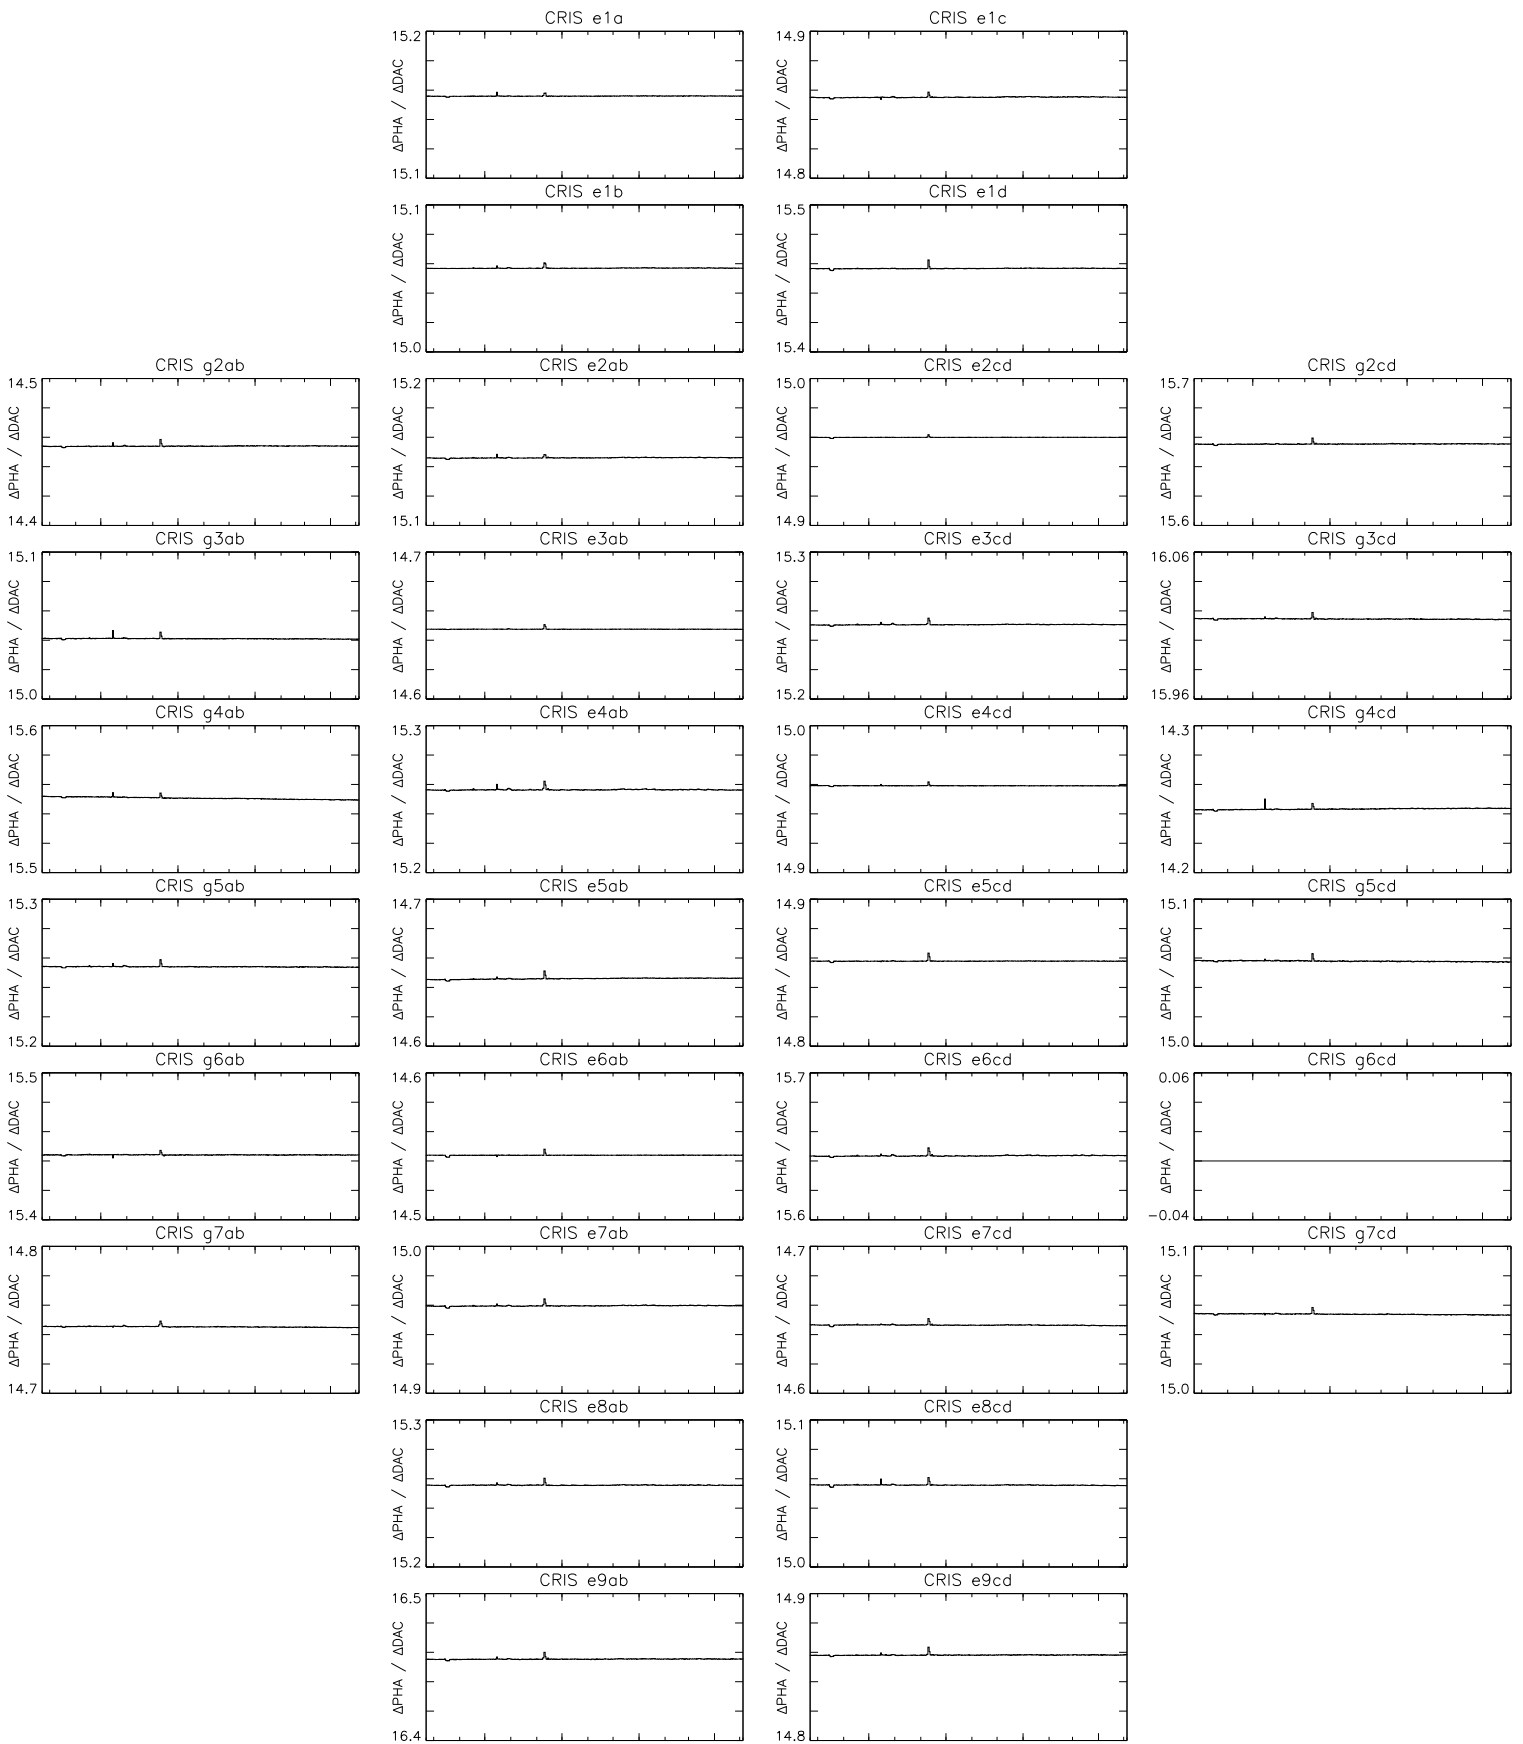 CRIS e1a
CRIS e1c
15.2
ΔPHA / ΔDAC
15.1
14.9
ΔPHA / ΔDAC
14.8
CRIS e1b
CRIS e1d
15.1
ΔPHA / ΔDAC
15.0
15.5
ΔPHA / ΔDAC
15.4
CRIS g2ab
CRIS e2ab
CRIS e2cd
CRIS g2cd
14.5
ΔPHA / ΔDAC
14.4
15.2
ΔPHA / ΔDAC
15.1
15.0
ΔPHA / ΔDAC
14.9
15.7
ΔPHA / ΔDAC
15.6
CRIS g3ab
CRIS e3ab
CRIS e3cd
CRIS g3cd
15.1
ΔPHA / ΔDAC
15.0
14.7
ΔPHA / ΔDAC
14.6
15.3
ΔPHA / ΔDAC
15.2
16.06
ΔPHA / ΔDAC
15.96
CRIS g4ab
CRIS e4ab
CRIS e4cd
CRIS g4cd
15.6
ΔPHA / ΔDAC
15.5
15.3
ΔPHA / ΔDAC
15.2
15.0
ΔPHA / ΔDAC
14.9
14.3
ΔPHA / ΔDAC
14.2
CRIS g5ab
CRIS e5ab
CRIS e5cd
CRIS g5cd
15.3
ΔPHA / ΔDAC
15.2
14.7
ΔPHA / ΔDAC
14.6
14.9
ΔPHA / ΔDAC
14.8
15.1
ΔPHA / ΔDAC
15.0
CRIS g6ab
CRIS e6ab
CRIS e6cd
CRIS g6cd
15.5
ΔPHA / ΔDAC
15.4
14.6
ΔPHA / ΔDAC
14.5
15.7
ΔPHA / ΔDAC
15.6
0.06
ΔPHA / ΔDAC
−0.04
CRIS g7ab
CRIS e7ab
CRIS e7cd
CRIS g7cd
14.8
ΔPHA / ΔDAC
14.7
15.0
ΔPHA / ΔDAC
14.9
14.7
ΔPHA / ΔDAC
14.6
15.1
ΔPHA / ΔDAC
15.0
CRIS e8ab
CRIS e8cd
15.3
ΔPHA / ΔDAC
15.2
15.1
ΔPHA / ΔDAC
15.0
CRIS e9ab
CRIS e9cd
16.5
ΔPHA / ΔDAC
16.4
14.9
ΔPHA / ΔDAC
14.8